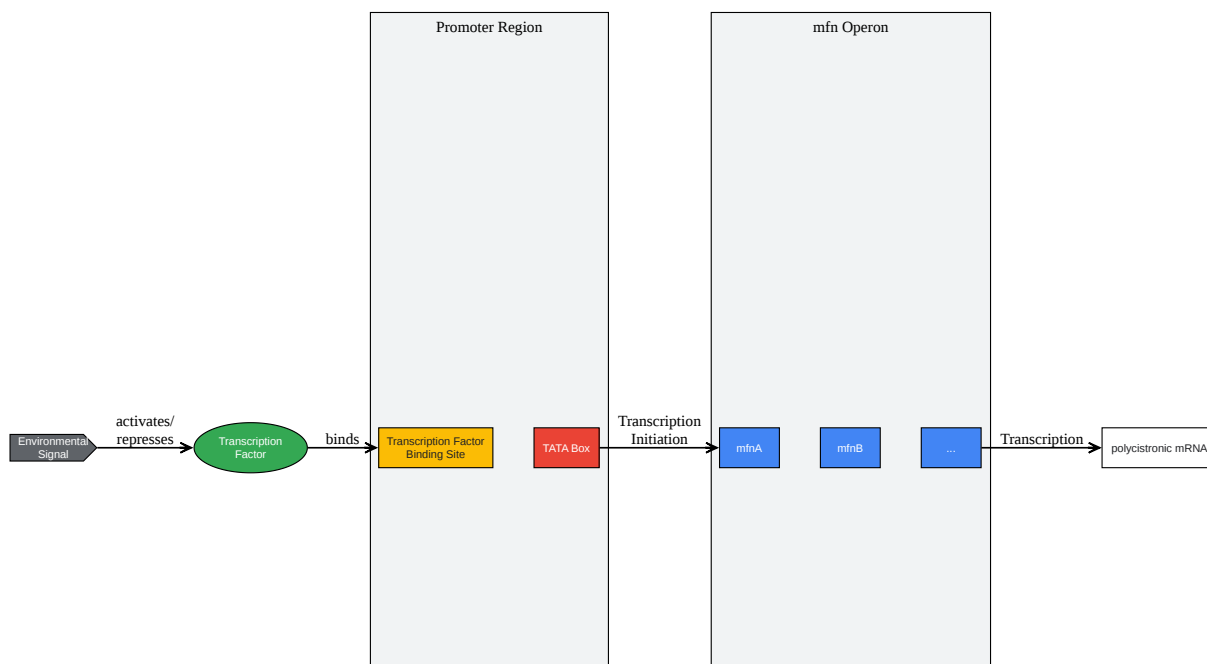 Promoter Region
mfn Operon
Environmental
Signal
activates/
represses
Transcription
Factor
binds
Transcription Factor
Binding Site
TATA Box
Transcription
Initiation
mfnA
mfnB
...
Transcription
polycistronic mRNA